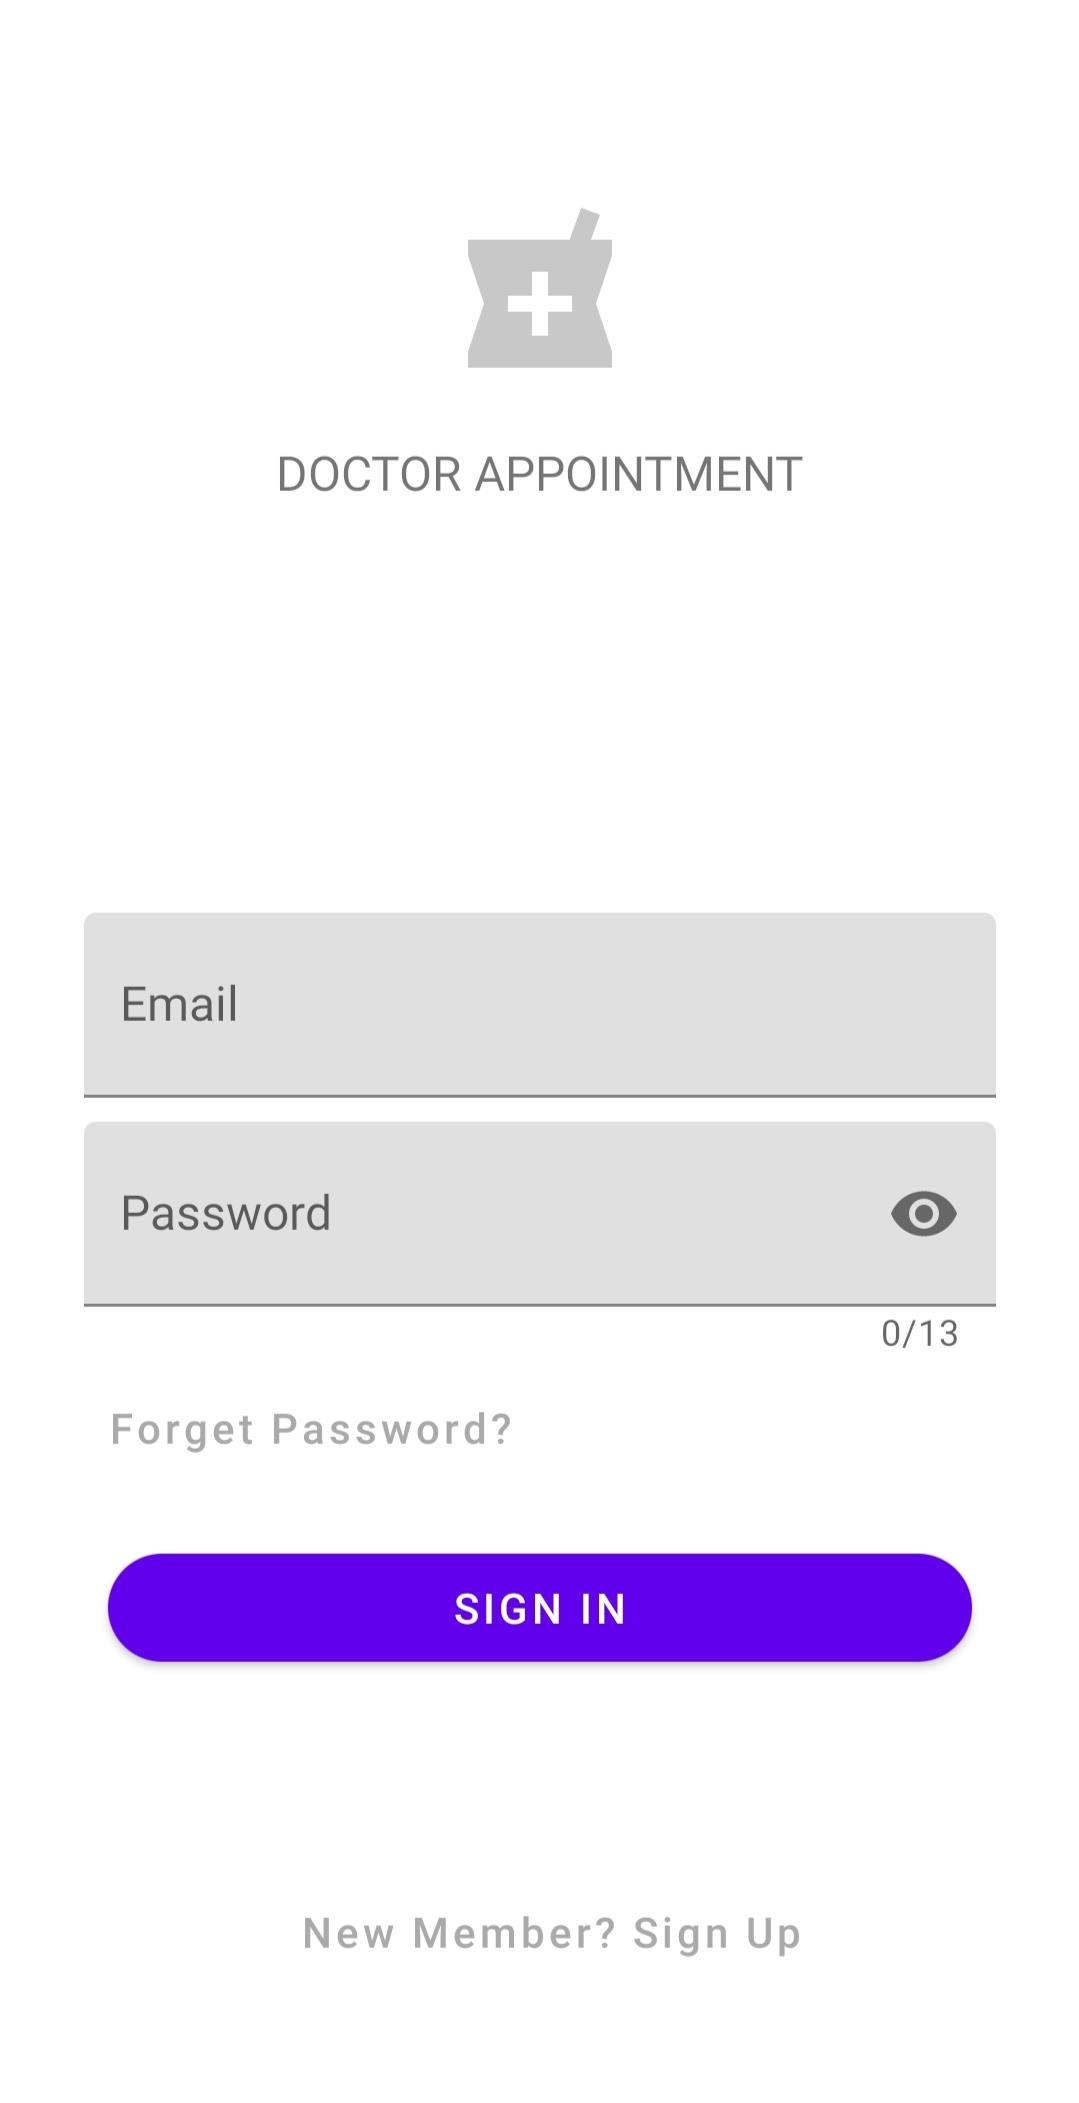 DOCTOR APPOINTMENT
Email
Password
0/13
Forget Password?
SIGN IN
New Member? Sign Up